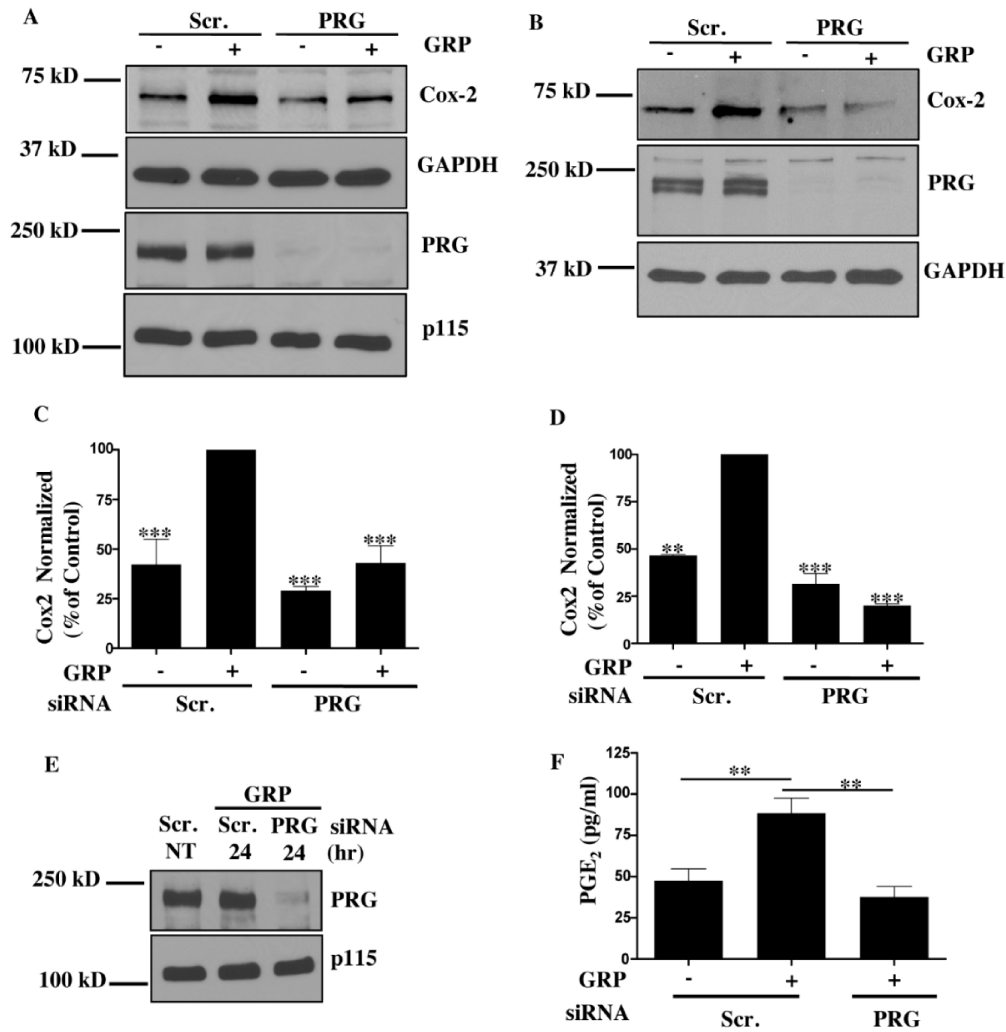 A
Scr. PRG
- + - + GRP
75 kD
Cox-2
37 kD
GAPDH
250 kD
PRG
p115
100 kD
B
Scr. PRG
- + - + GRP
75 kD
Cox-2
250 kD
PRG
37 kD
GAPDH
C
Cox2 Normalized
(% of Control)
100
75
50
25
0
*** *** ***
GRP - + - +
siRNA Scr. PRG
D
Cox2 Normalized
(% of Control)
100
75
50
25
0
** *** ***
GRP - + - +
siRNA Scr. PRG
E
GRP
Scr. Scr. PRG siRNA
NT 24 24 (hr)
250 kD
PRG
p115
100 kD
F
PGE2 (pg/ml)
125
100
75
50
25
0
** **
GRP - + +
siRNA Scr. PRG